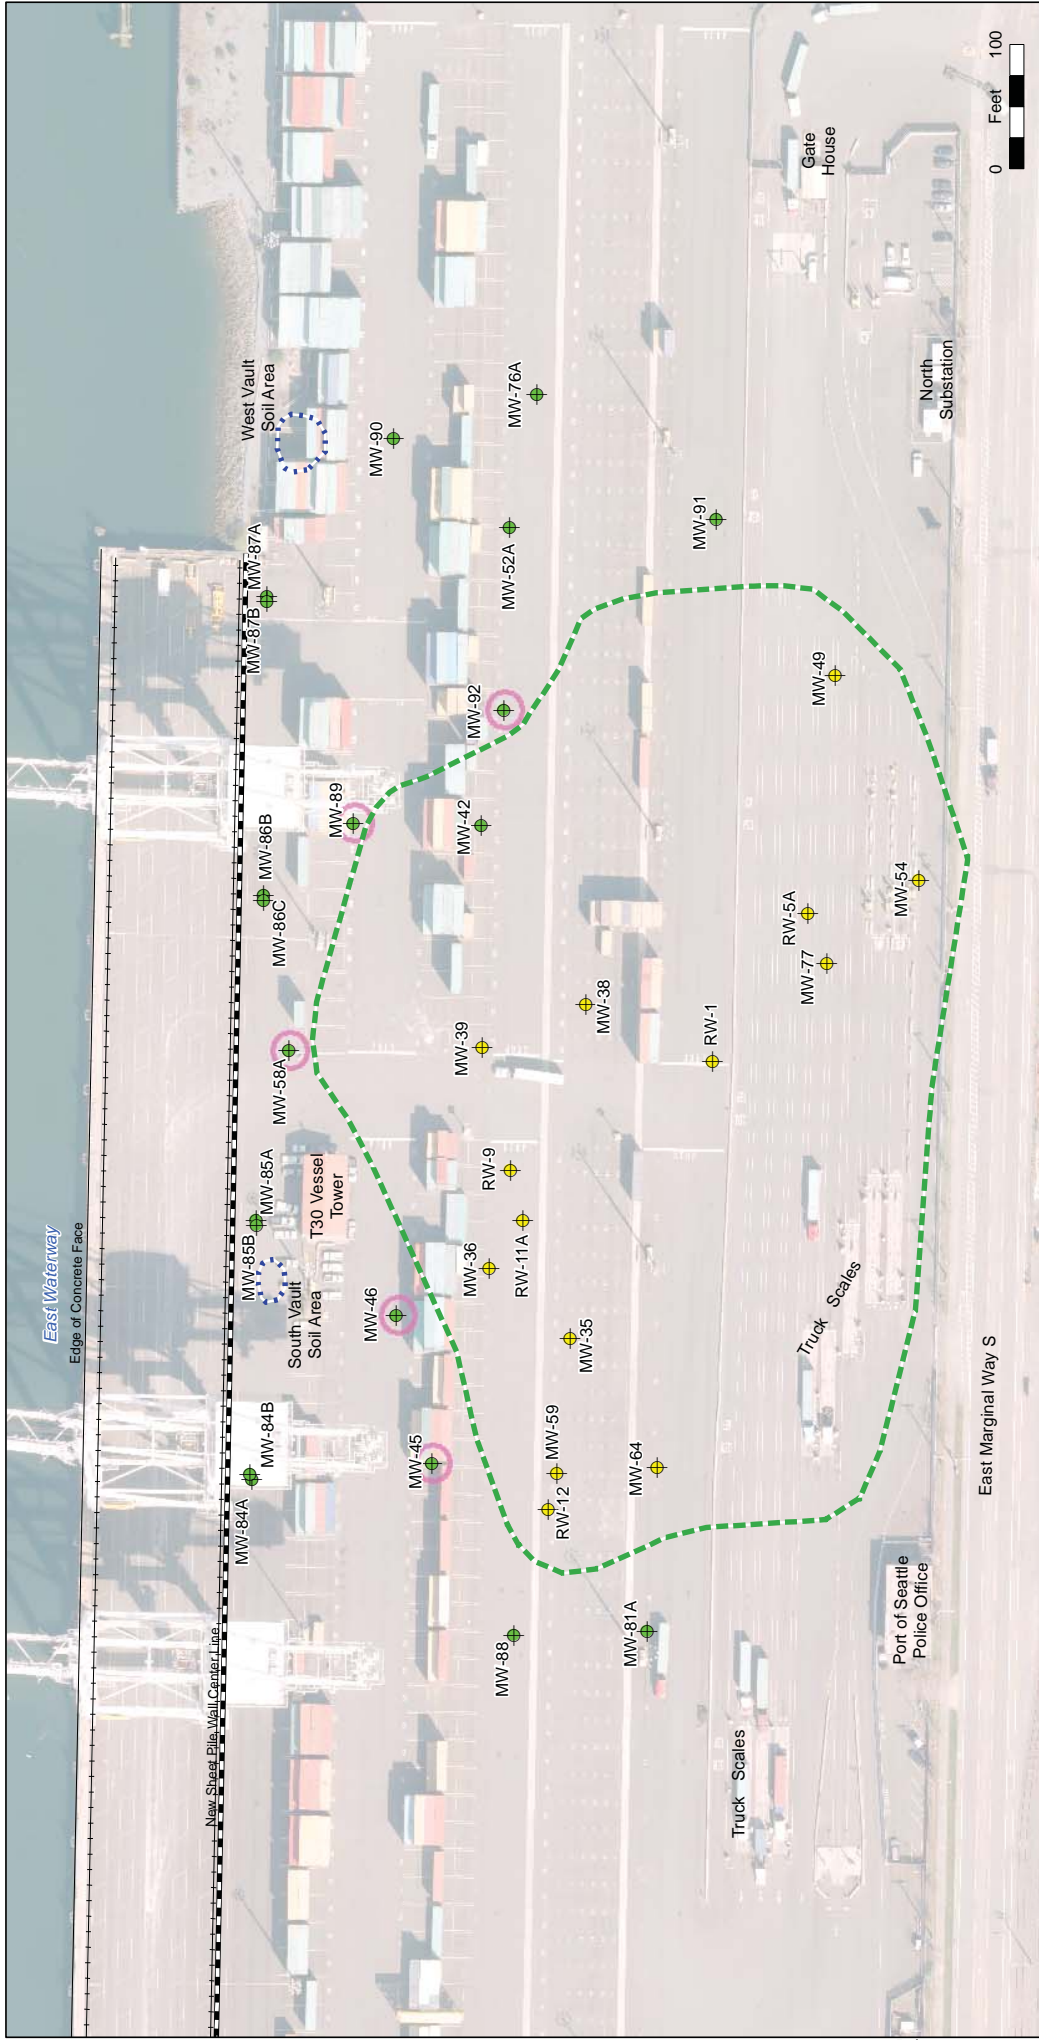 East Waterway
Edge of Concrete Face
New Sheet Pile Wall Center Line
MW-84A
MW-84B
MW-85B
MW-85A
South Vault
Soil Area
T30 Vessel
Tower
MW-58A
MW-86C
MW-86B
MW-89
MW-87B
MW-87A
West Vault
Soil Area
MW-90
MW-45
MW-46
MW-88
RW-12
MW-59
MW-35
MW-36
RW-11A
RW-9
MW-39
MW-38
MW-42
MW-92
MW-52A
MW-76A
MW-81A
MW-64
RW-1
MW-91
Truck Scales
Truck Scales
MW-77
RW-5A
MW-54
MW-49
Gate
House
North
Substation
Port of Seattle
Police Office
East Marginal Way S
0 Feet 100